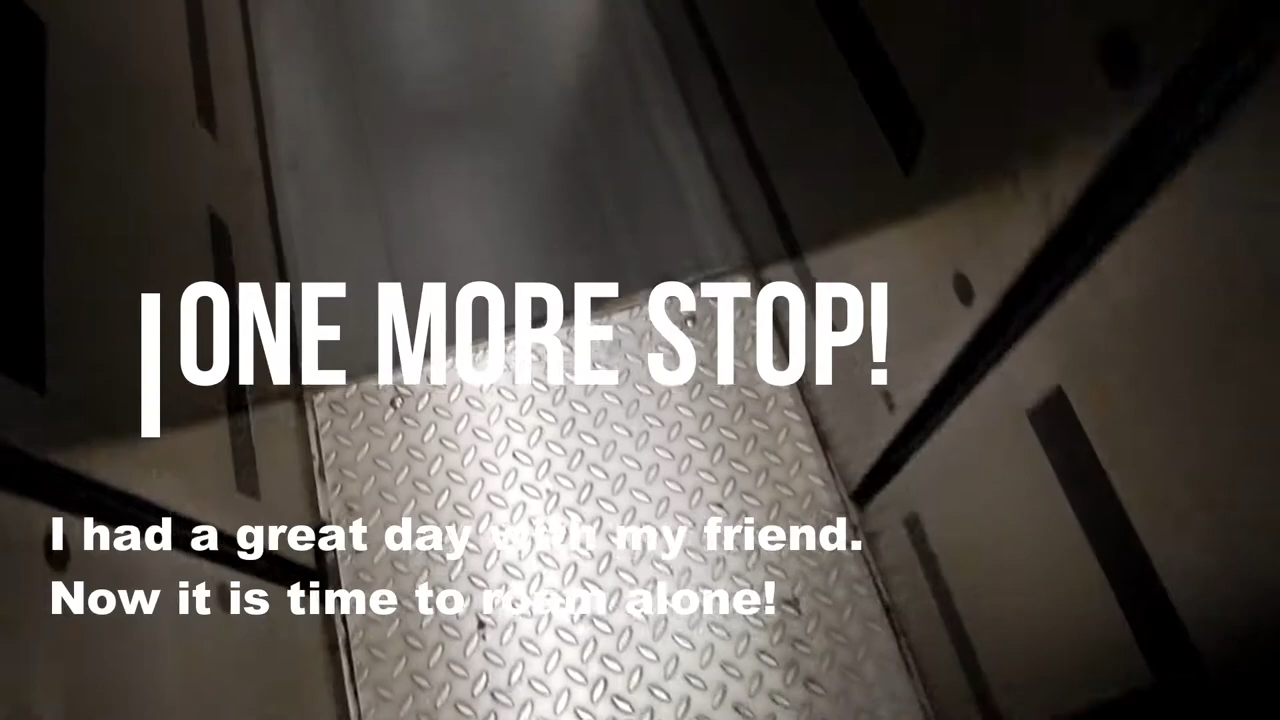 ONE MORE STOP!
I had a great day with my friend.
Now it is time to roam alone!